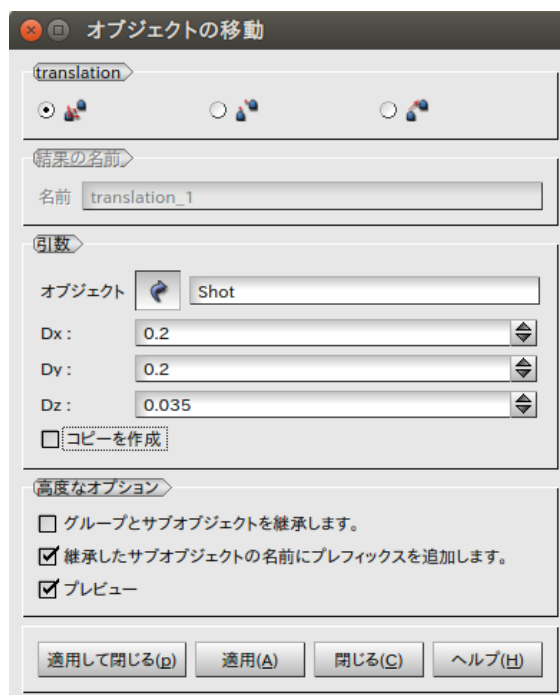 オブジェクトの移動
translation
結果の名前
名前 translation_1
引数
オブジェクト Shot
Dx : 0.2
Dy : 0.2
Dz : 0.035
コピーを作成
高度なオプション
グループとサブオブジェクトを継承します。
継承したサブオブジェクトの名前にプレフィックスを追加します。
プレビュー
適用して閉じる(p) 適用(A) 閉じる(C) ヘルプ(H)